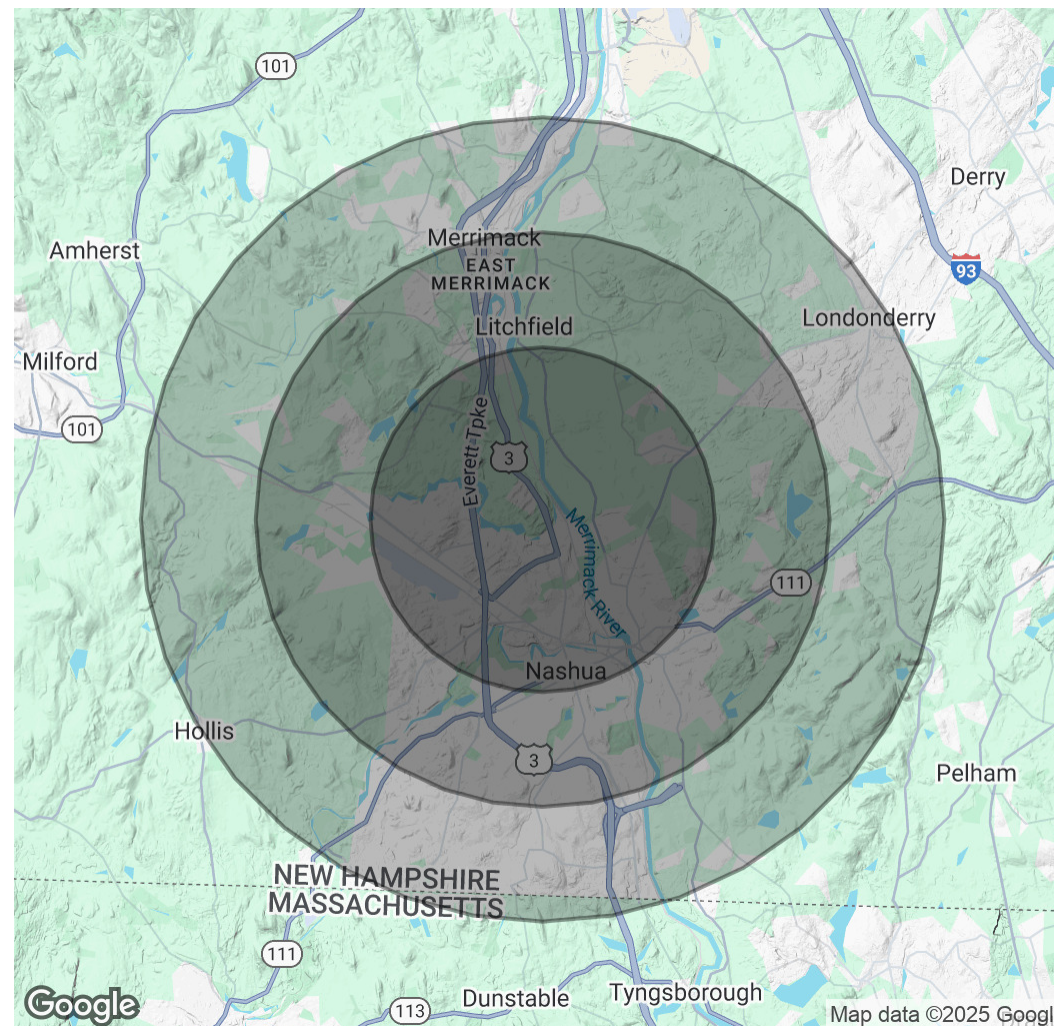 101
Derry
Merrimack
Amherst
EAST
MERRIMACK
93
Londonderry
Litchfield
Milford
Everett Tpke
101
3
Merrimack River
111
Nashua
Hollis
3
Pelham
NEW HAMPSHIRE
MASSACHUSETTS
111
Dunstable
Tyngsborough
113
Google
Map data ©2025 Googl